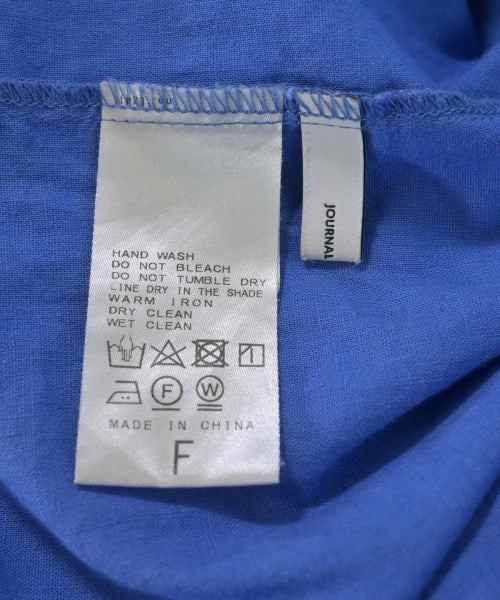 HAND WASH
DO NOT BLEACH
DO NOT TUMBLE DRY
LINE DRY IN THE SHADE
WARM IRON
DRY CLEAN
WET CLEAN
F
W
MADE IN CHINA
F
JOURNAL